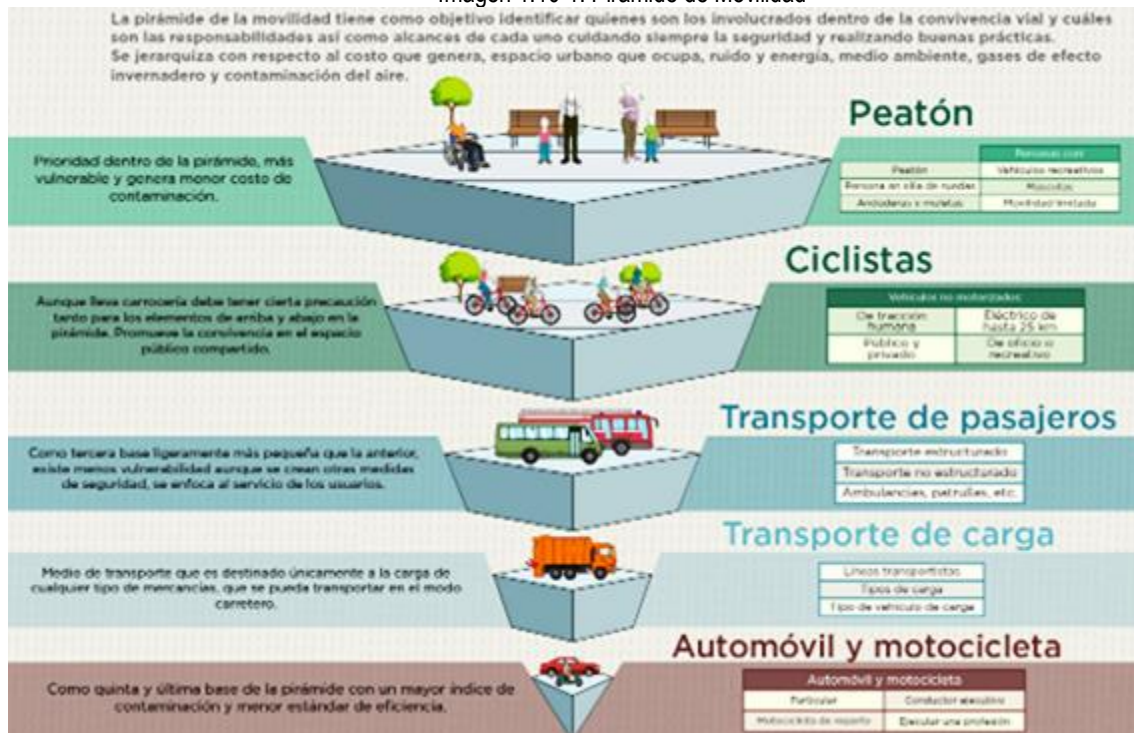 Imagen 1.10-1. Pirámide de Movilidad
La pirámide de la movilidad tiene como objetivo identificar quienes son los involucrados dentro de la convivencia vial y cuáles
son las responsabilidades así como alcances de cada uno cuidando siempre la seguridad y realizando buenas prácticas.
Se jerarquiza con respecto al costo que genera, espacio urbano que ocupa, ruido y energía, medio ambiente, gases de efecto
invernadero y contaminación del aire.
Peatón
Prioridad dentro de la pirámide, más
vulnerable y genera menor costo de
contaminación.
Personas con
Peatón
Vehículos recreativos
Persona en silla de ruedas
Mascotas
Andaderas o muletas
Movilidad limitada
Ciclistas
Aunque lleva carrocería debe tener cierta precaución
tanto para los elementos de arriba y abajo en la
pirámide. Promueve la convivencia en el espacio
público compartido.
Vehículos no motorizados
De tracción
humana
Eléctrico de
hasta 25 km
Público y
privado
De oficio o
recreativo
Transporte de pasajeros
Como tercera base ligeramente más pequeña que la anterior,
existe menos vulnerabilidad aunque se crean otras medidas
de seguridad, se enfoca al servicio de los usuarios.
Transporte estructurado
Transporte no estructurado
Ambulancias, patrullas, etc.
Transporte de carga
Medio de transporte que es destinado únicamente a la carga de
cualquier tipo de mercancías, que se pueda transportar en el modo
carretero.
Líneas transportistas
Tipos de carga
Tipo de vehículo de carga
Automóvil y motocicleta
Como quinta y última base de la pirámide con un mayor índice de
contaminación y menor estándar de eficiencia.
Automóvil y motocicleta
Particular
Conductor ejecutivo
Motociclista de reparto
Ejecutar una profesión